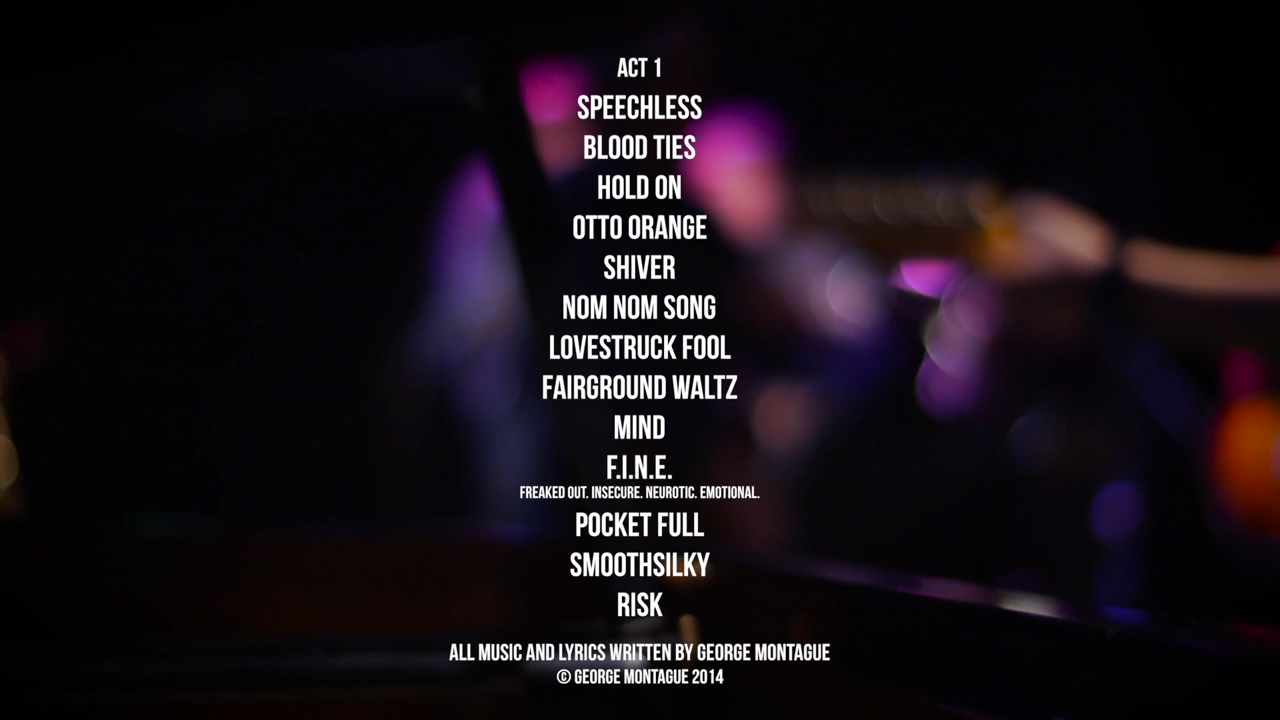 ACT 1
SPEECHLESS
BLOOD TIES
HOLD ON
OTTO ORANGE
SHIVER
NOM NOM SONG
LOVESTRUCK FOOL
FAIRGROUND WALTZ
MIND
F.I.N.E.
FREAKED OUT. INSECURE. NEUROTIC. EMOTIONAL.
POCKET FULL
SMOOTHSILKY
RISK
ALL MUSIC AND LYRICS WRITTEN BY GEORGE MONTAGUE
© GEORGE MONTAGUE 2014